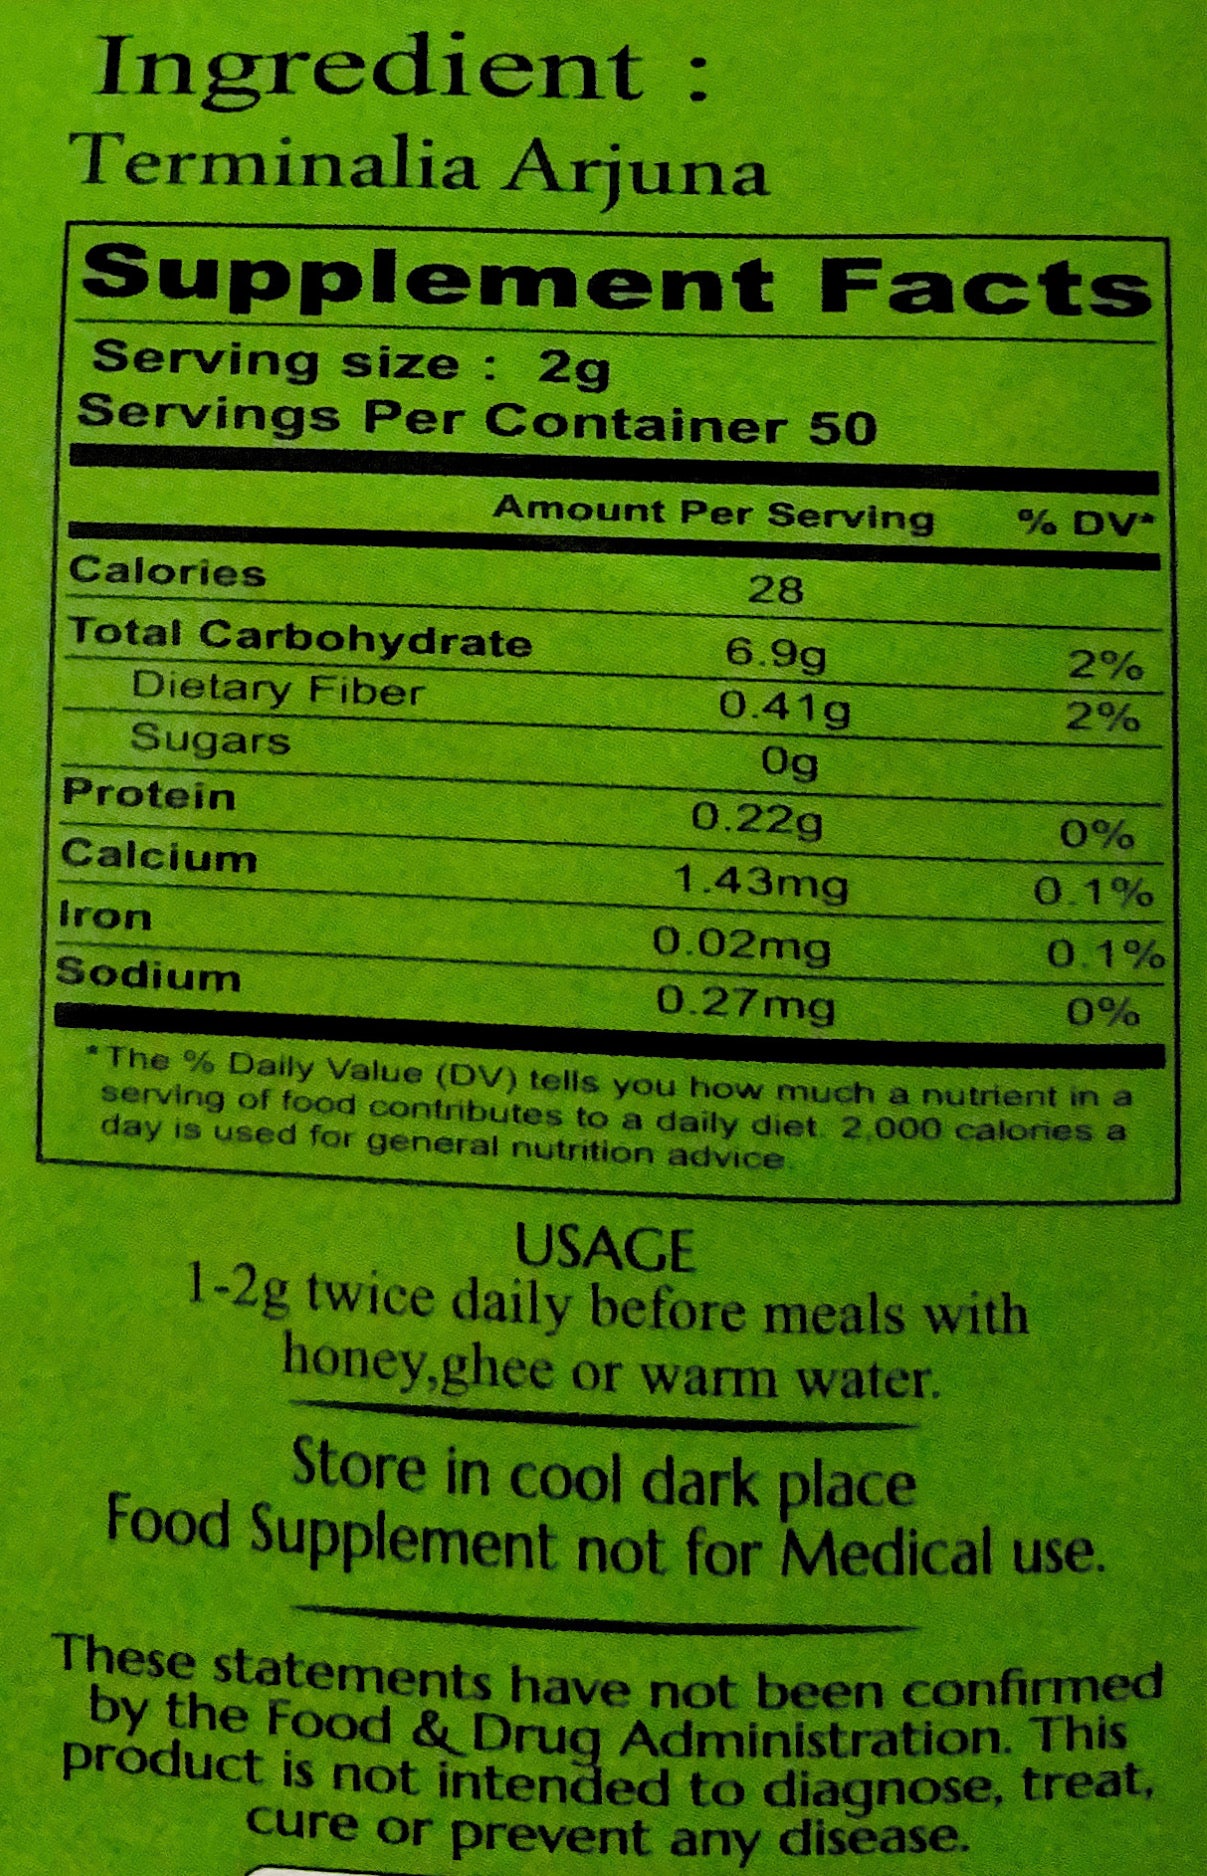 Ingredient :
Terminalia Arjuna
Supplement Facts
Serving size : 2g
Servings Per Container 50
Amount Per Serving % DV*
Calories 28
Total Carbohydrate 6.9g 2%
Dietary Fiber 0.41g 2%
Sugars 0g
Protein 0.22g 0%
Calcium 1.43mg 0.1%
Iron 0.02mg 0.1%
Sodium 0.27mg 0%
*The % Daily Value (DV) tells you how much a nutrient in a
serving of food contributes to a daily diet. 2,000 calories a
day is used for general nutrition advice.
USAGE
1-2g twice daily before meals with
honey,ghee or warm water.
Store in cool dark place
Food Supplement not for Medical use.
These statements have not been confirmed
by the Food & Drug Administration. This
product is not intended to diagnose, treat,
cure or prevent any disease.